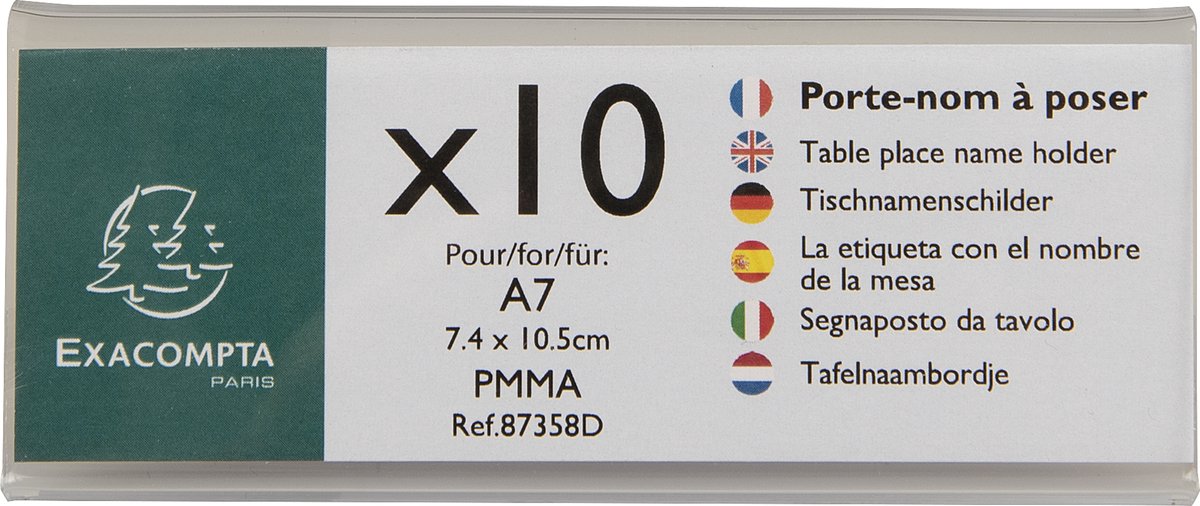 EXACOMPTA
PARIS
x10
Pour/for/für:
A7
7.4 x 10.5cm
PMMA
Ref.87358D
Porte-nom à poser
Table place name holder
Tischnamenschilder
La etiqueta con el nombre
de la mesa
Segnaposto da tavolo
Tafelnaambordje